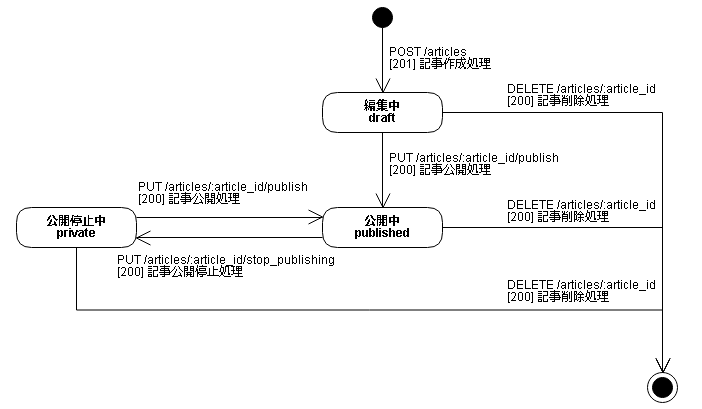 POST /articles
[201] 記事作成処理
編集中
draft
DELETE /articles/:article_id
[200] 記事削除処理
PUT /articles/:article_id/publish
[200] 記事公開処理
PUT /articles/:article_id/publish
[200] 記事公開処理
公開停止中
private
公開中
published
DELETE /articles/:article_id
[200] 記事削除処理
PUT /articles/:article_id/stop_publishing
[200] 記事公開停止処理
DELETE /articles/:article_id
[200] 記事削除処理